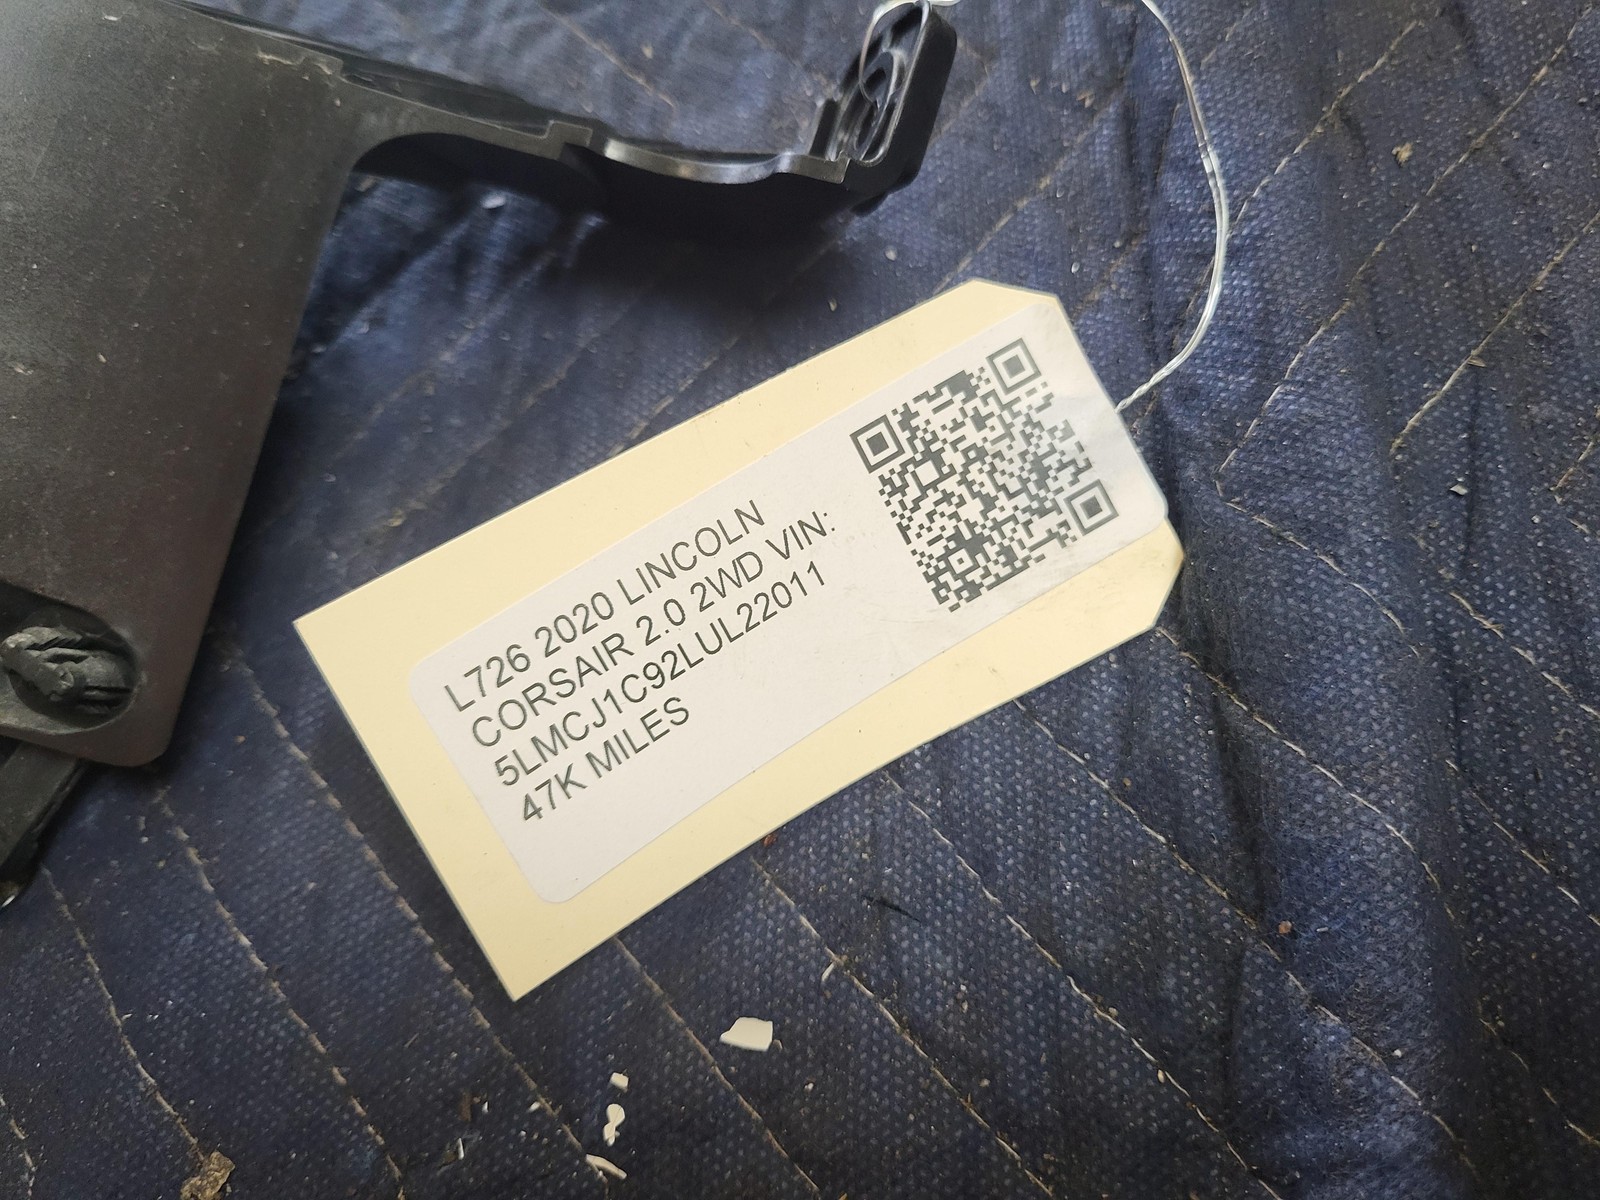 L726 2020 LINCOLN
CORSAIR 2.0 2WD VIN:
5LMCJ1C92LUL22011
47K MILES